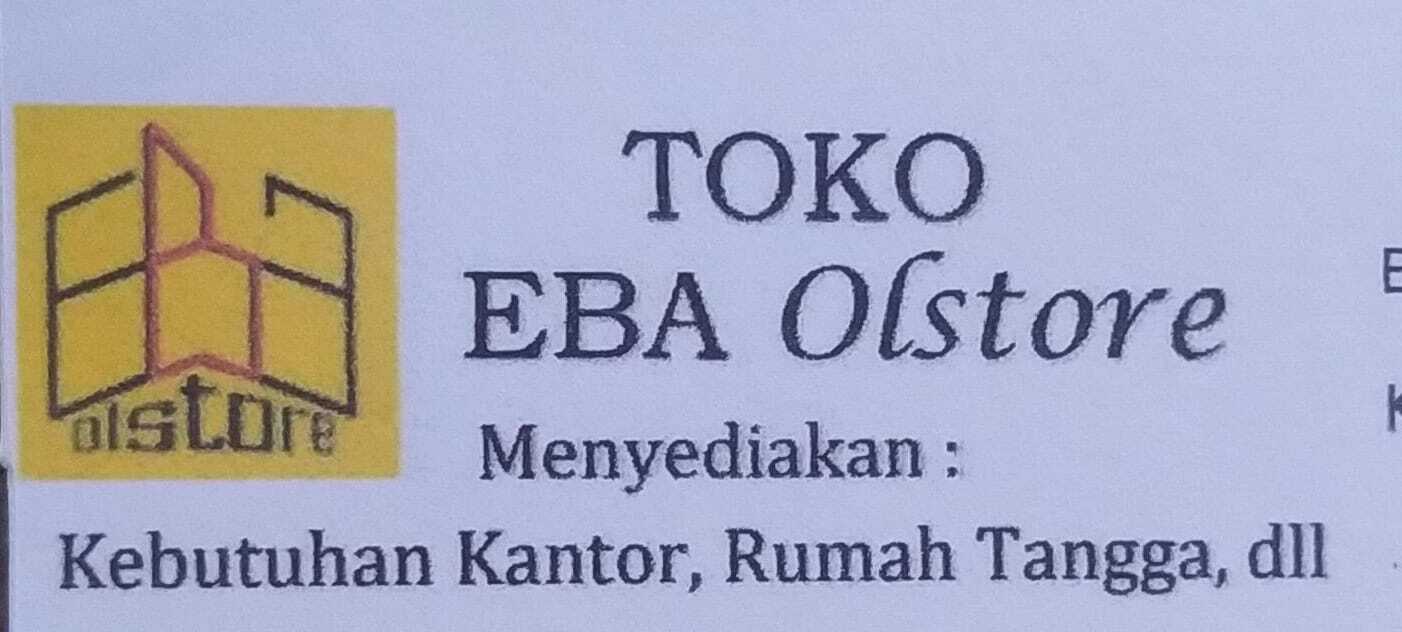 TOKO
EBA Olstore
Menyediakan :
Kebutuhan Kantor, Rumah Tangga, dll
olstore